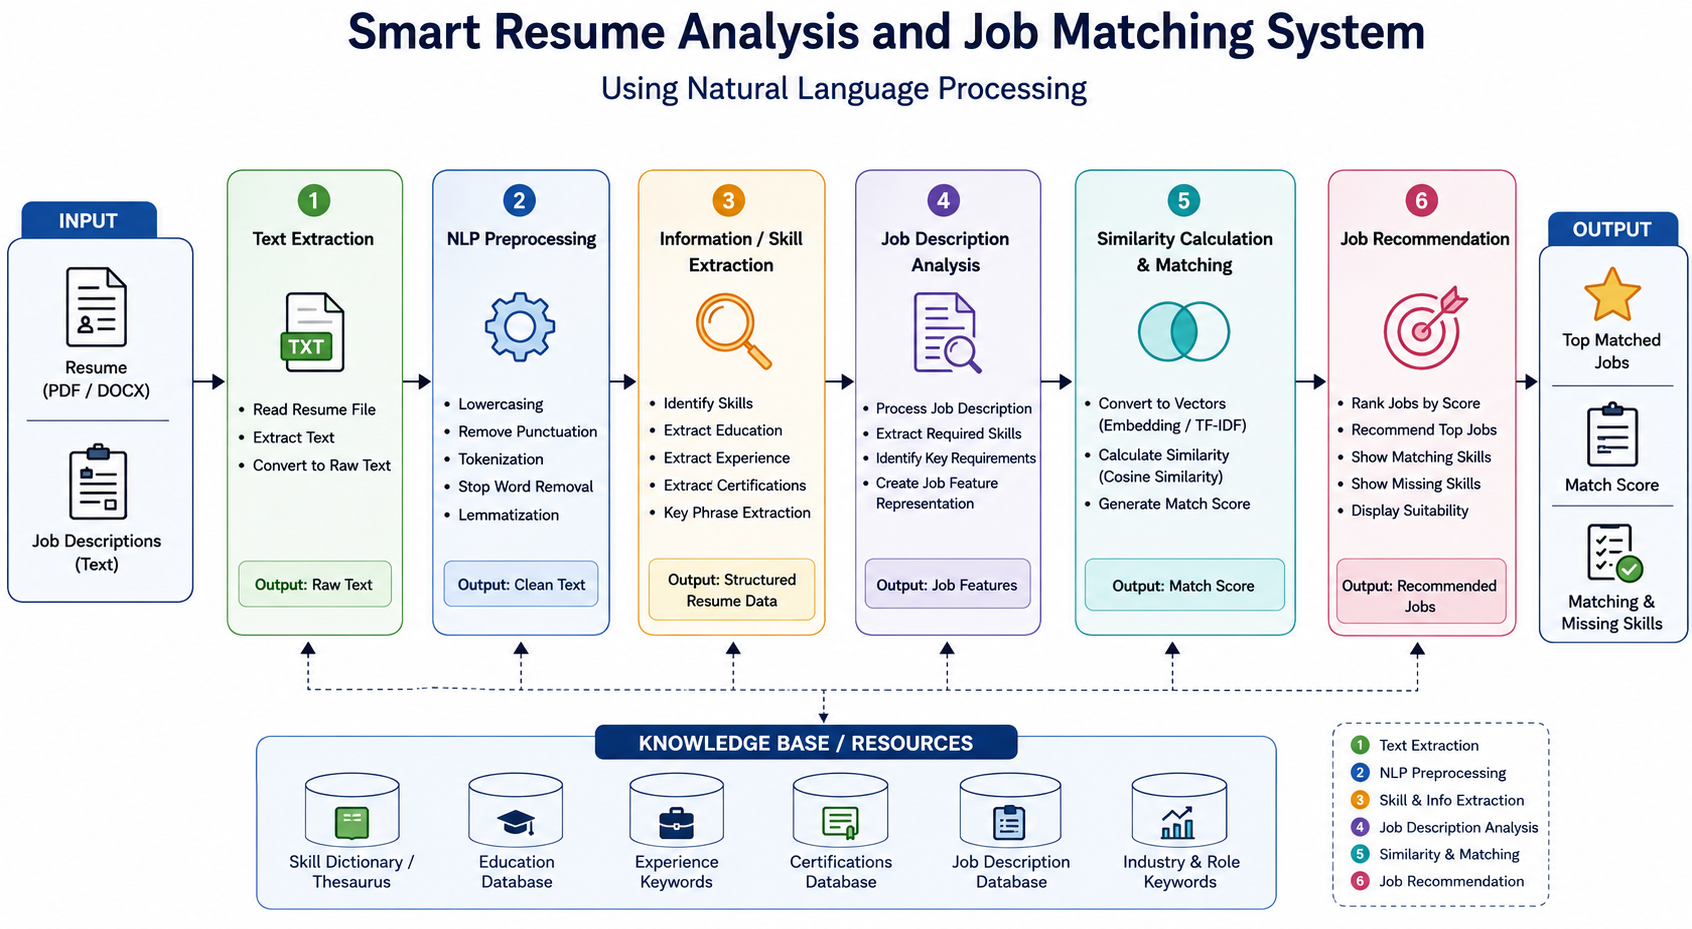 Smart Resume Analysis and Job Matching System
Using Natural Language Processing
INPUT
Resume
(PDF / DOCX)
Job Descriptions
(Text)
1
Text Extraction
TXT
• Read Resume File
• Extract Text
• Convert to Raw Text
Output: Raw Text
2
NLP Preprocessing
• Lowercasing
• Remove Punctuation
• Tokenization
• Stop Word Removal
• Lemmatization
Output: Clean Text
3
Information / Skill
Extraction
• Identify Skills
• Extract Education
• Extract Experience
• Extract Certifications
• Key Phrase Extraction
Output: Structured
Resume Data
4
Job Description
Analysis
• Process Job Description
• Extract Required Skills
• Identify Key Requirements
• Create Job Feature
Representation
Output: Job Features
5
Similarity Calculation
& Matching
• Convert to Vectors
(Embedding / TF-IDF)
• Calculate Similarity
(Cosine Similarity)
• Generate Match Score
Output: Match Score
6
Job Recommendation
• Rank Jobs by Score
• Recommend Top Jobs
• Show Matching Skills
• Show Missing Skills
• Display Suitability
Output: Recommended
Jobs
OUTPUT
Top Matched
Jobs
Match Score
Matching &
Missing Skills
KNOWLEDGE BASE / RESOURCES
Skill Dictionary /
Thesaurus
Education
Database
Experience
Keywords
Certifications
Database
Job Description
Database
Industry & Role
Keywords
1 Text Extraction
2 NLP Preprocessing
3 Skill & Info Extraction
4 Job Description Analysis
5 Similarity & Matching
6 Job Recommendation